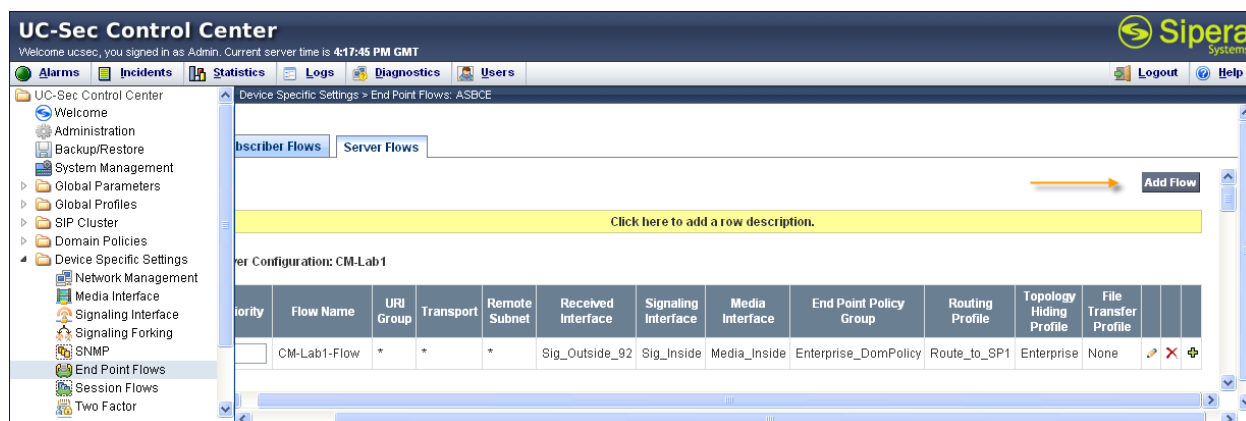 UC-Sec Control Center
Welcome ucsec, you signed in as Admin. Current server time is 4:17:45 PM GMT
Sipera
Systems
Alarms Incidents Statistics Logs Diagnostics Users Logout Help
UC-Sec Control Center
Welcome
Administration
Backup/Restore
System Management
Global Parameters
Global Profiles
SIP Cluster
Domain Policies
Device Specific Settings
Network Management
Media Interface
Signaling Interface
Signaling Forking
SNMP
End Point Flows
Session Flows
Two Factor
Device Specific Settings > End Point Flows: ASBCE
bscriber Flows Server Flows
Add Flow
Click here to add a row description.
ver Configuration: CM-Lab1
iority Flow Name URI Group Transport Remote Subnet Received Interface Signaling Interface Media Interface End Point Policy Group Routing Profile Topology Hiding Profile File Transfer Profile
CM-Lab1-Flow * * * Sig_Outside_92 Sig_Inside Media_Inside Enterprise_DomPolicy Route_to_SP1 Enterprise None